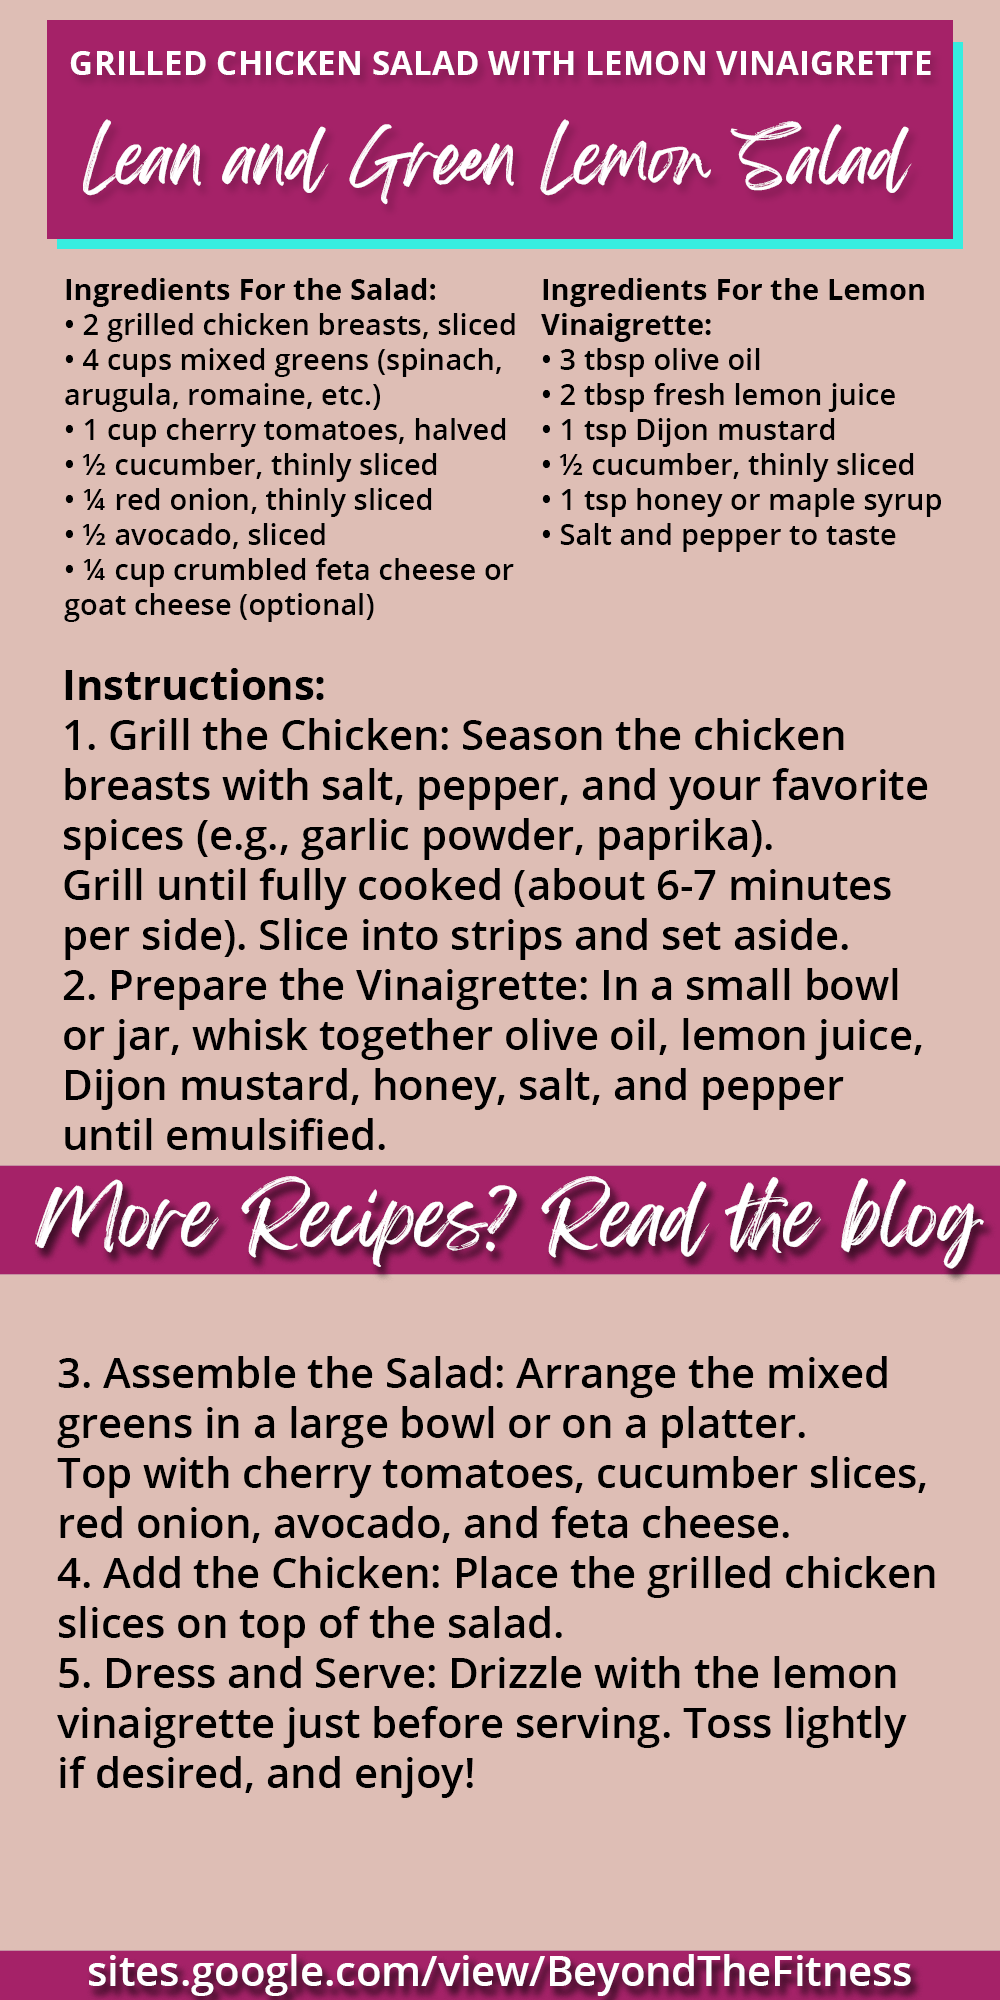 GRILLED CHICKEN SALAD WITH LEMON VINAIGRETTE
Lean and Green Lemon Salad
Ingredients For the Salad:
• 2 grilled chicken breasts, sliced
• 4 cups mixed greens (spinach,
arugula, romaine, etc.)
• 1 cup cherry tomatoes, halved
• ½ cucumber, thinly sliced
• ¼ red onion, thinly sliced
• ½ avocado, sliced
• ¼ cup crumbled feta cheese or
goat cheese (optional)
Ingredients For the Lemon
Vinaigrette:
• 3 tbsp olive oil
• 2 tbsp fresh lemon juice
• 1 tsp Dijon mustard
• ½ cucumber, thinly sliced
• 1 tsp honey or maple syrup
• Salt and pepper to taste
Instructions:
1. Grill the Chicken: Season the chicken
breasts with salt, pepper, and your favorite
spices (e.g., garlic powder, paprika).
Grill until fully cooked (about 6-7 minutes
per side). Slice into strips and set aside.
2. Prepare the Vinaigrette: In a small bowl
or jar, whisk together olive oil, lemon juice,
Dijon mustard, honey, salt, and pepper
until emulsified.
More Recipes? Read the blog
3. Assemble the Salad: Arrange the mixed
greens in a large bowl or on a platter.
Top with cherry tomatoes, cucumber slices,
red onion, avocado, and feta cheese.
4. Add the Chicken: Place the grilled chicken
slices on top of the salad.
5. Dress and Serve: Drizzle with the lemon
vinaigrette just before serving. Toss lightly
if desired, and enjoy!
sites.google.com/view/BeyondTheFitness